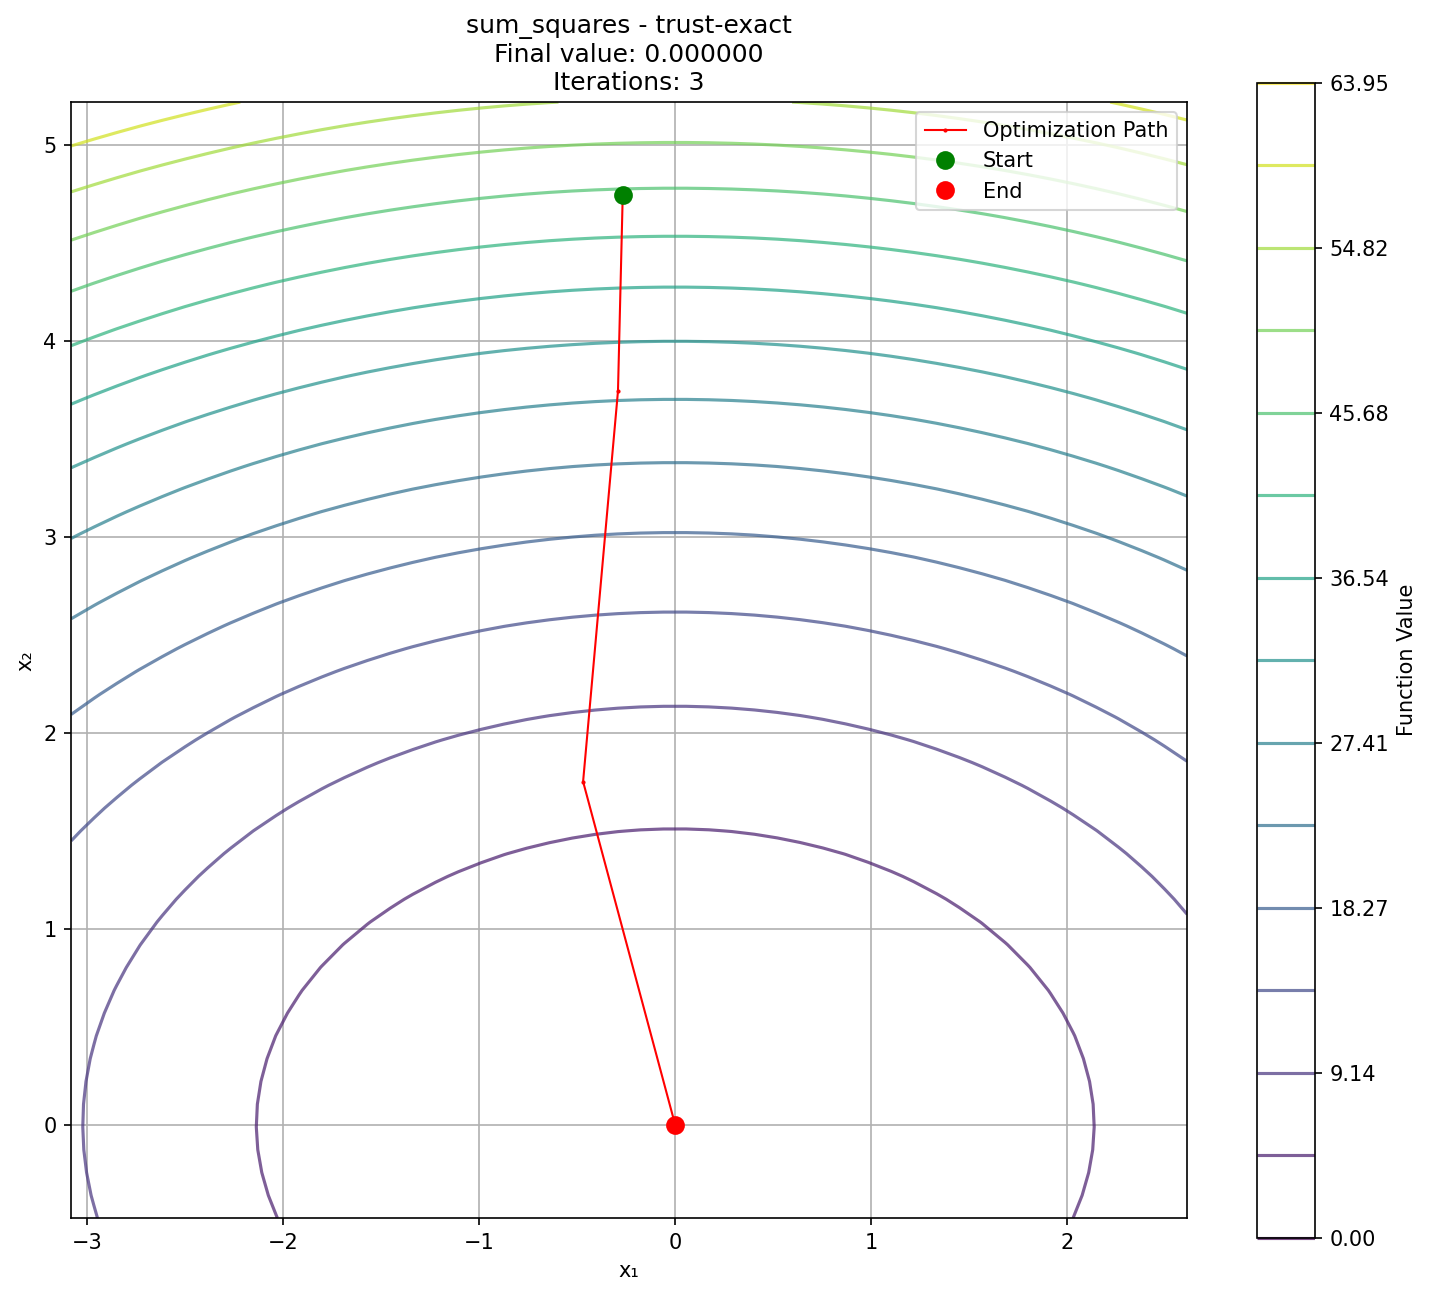 sum_squares - trust-exact
Final value: 0.000000
Iterations: 3
Optimization Path
Start
End
5
4
3
2
1
0
x₂
−3
−2
−1
0
1
2
x₁
63.95
54.82
45.68
36.54
27.41
18.27
9.14
0.00
Function Value